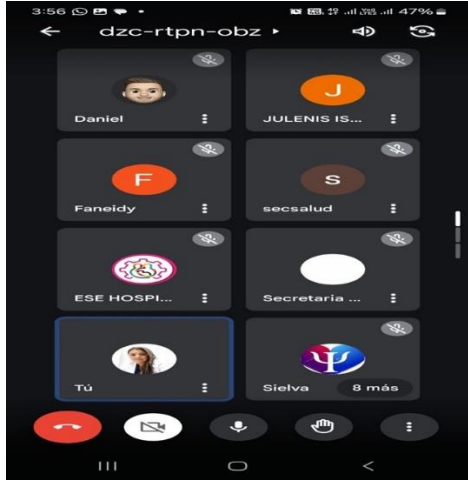 3:56 47%
dzc-rtpn-obz
J
Daniel JULENIS IS...
F s
Faneidy secsalud
ESE HOSPI... Secretaria ...
Ψ
Tú Sielva 8 más